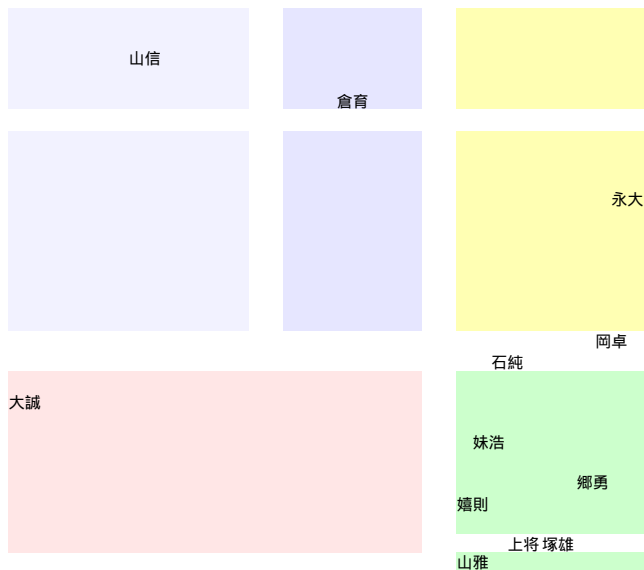 山信
倉育
永大
岡卓
石純
大誠
妹浩
郷勇
嬉則
上将 塚雄
山雅